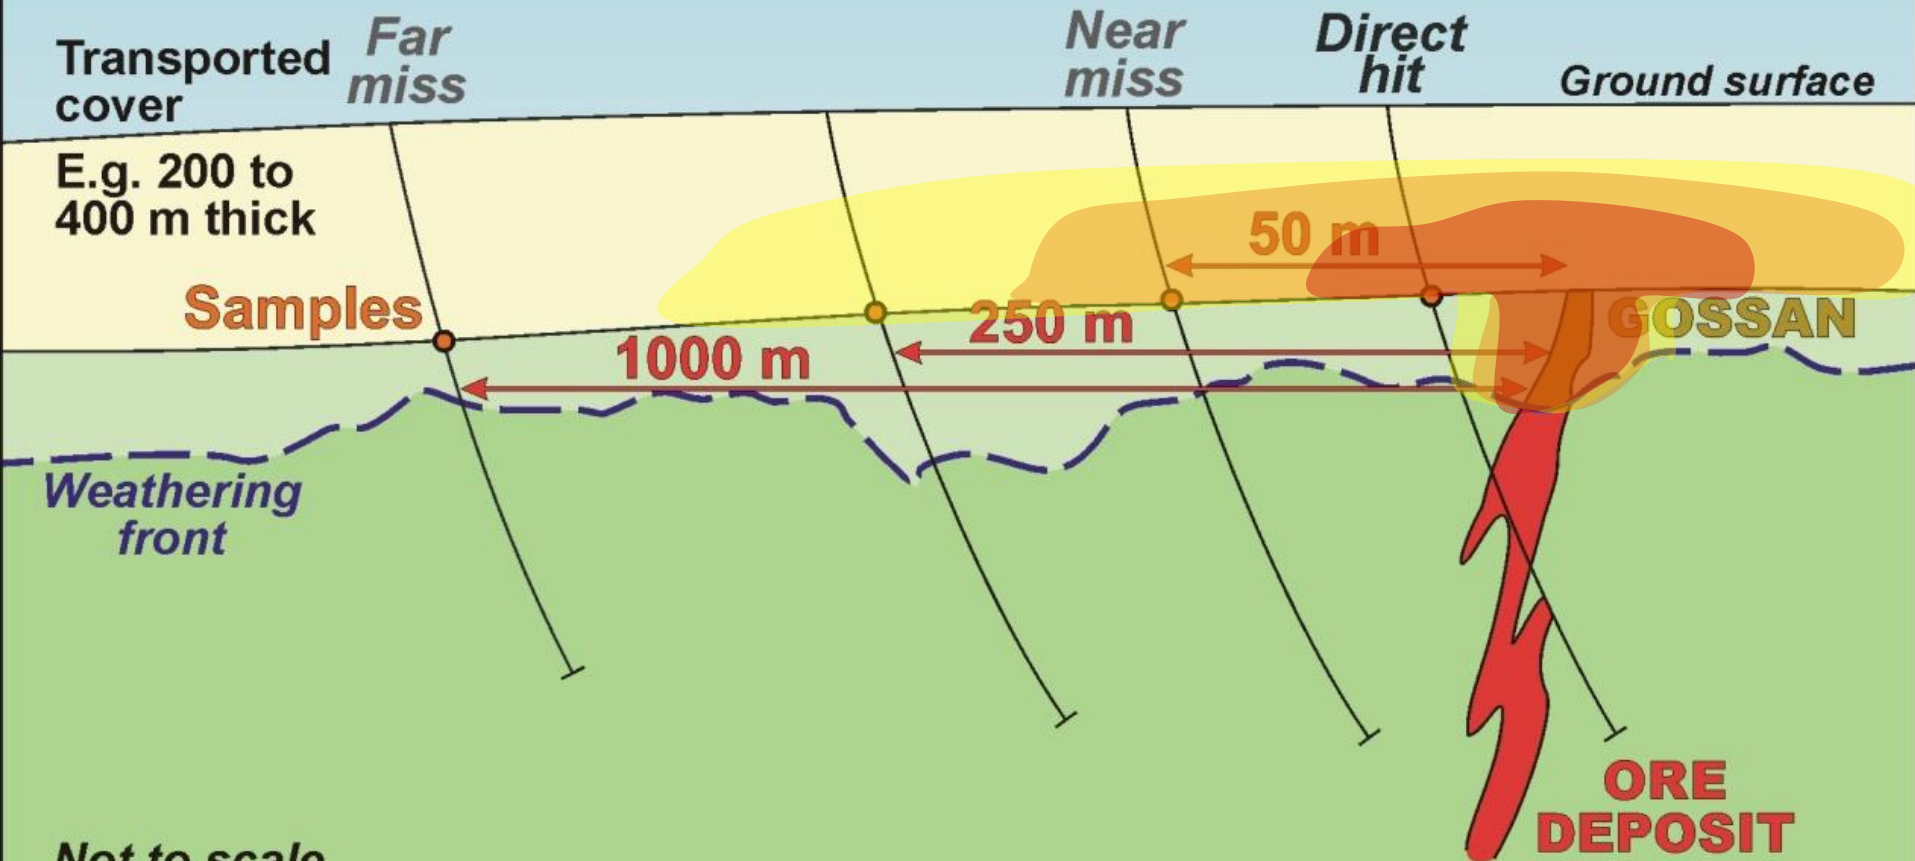 Transported
cover
Far
miss
Near
miss
Direct
hit
Ground surface
E.g. 200 to
400 m thick
50 m
Samples
250 m
GOSSAN
1000 m
Weathering
front
ORE
DEPOSIT
Not to scale